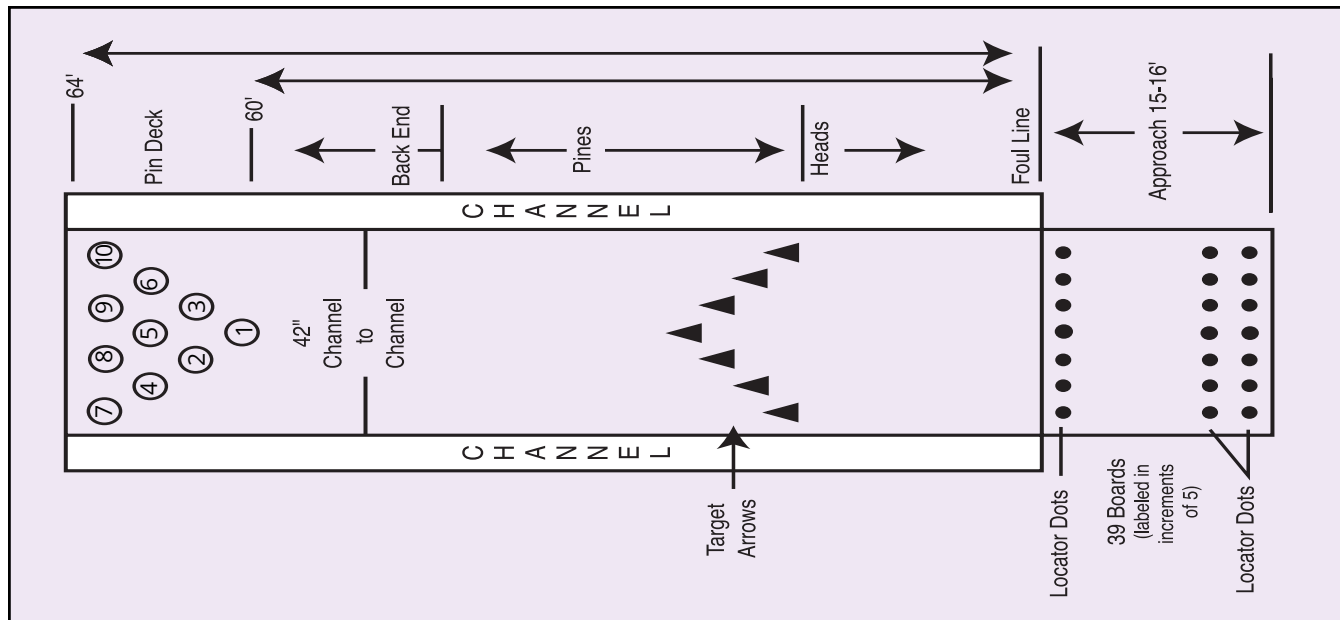 64'
Pin Deck
60'
Back End
Pines
Heads
Foul Line
Approach 15-16'
CHANNEL
10
9
8
7
6
5
4
3
2
1
42"
Channel
to
Channel
CHANNEL
Target
Arrows
Locator Dots
39 Boards
(labeled in
increments
of 5)
Locator Dots